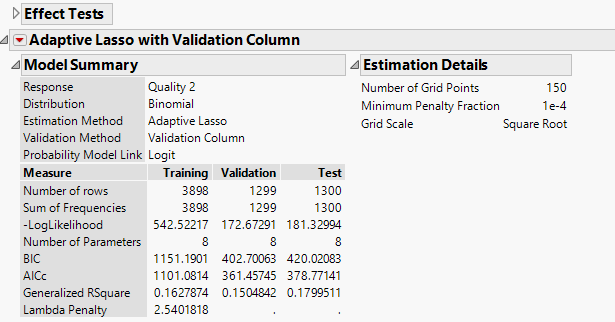 Effect Tests
Adaptive Lasso with Validation Column
Model Summary
Response Quality 2
Distribution Binomial
Estimation Method Adaptive Lasso
Validation Method Validation Column
Probability Model Link Logit
Measure Training Validation Test
Number of rows 3898 1299 1300
Sum of Frequencies 3898 1299 1300
-LogLikelihood 542.52217 172.67291 181.32994
Number of Parameters 8 8 8
BIC 1151.1901 402.70063 420.02083
AICc 1101.0814 361.45745 378.77141
Generalized RSquare 0.1627874 0.1504842 0.1799511
Lambda Penalty 2.5401818 . .
Estimation Details
Number of Grid Points 150
Minimum Penalty Fraction 1e-4
Grid Scale Square Root